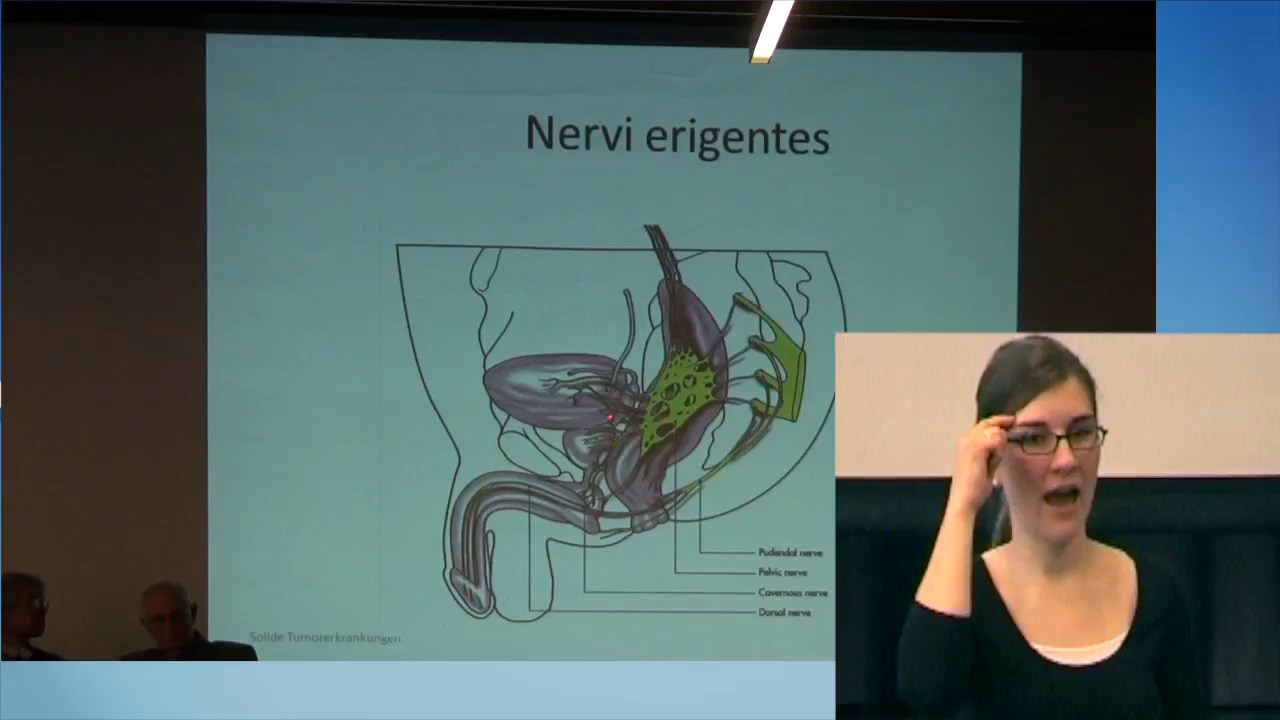 Nervi erigentes
Pudendal nerve
Pelvic nerve
Cavernous nerve
Dorsal nerve
Solide Tumorerkrankungen